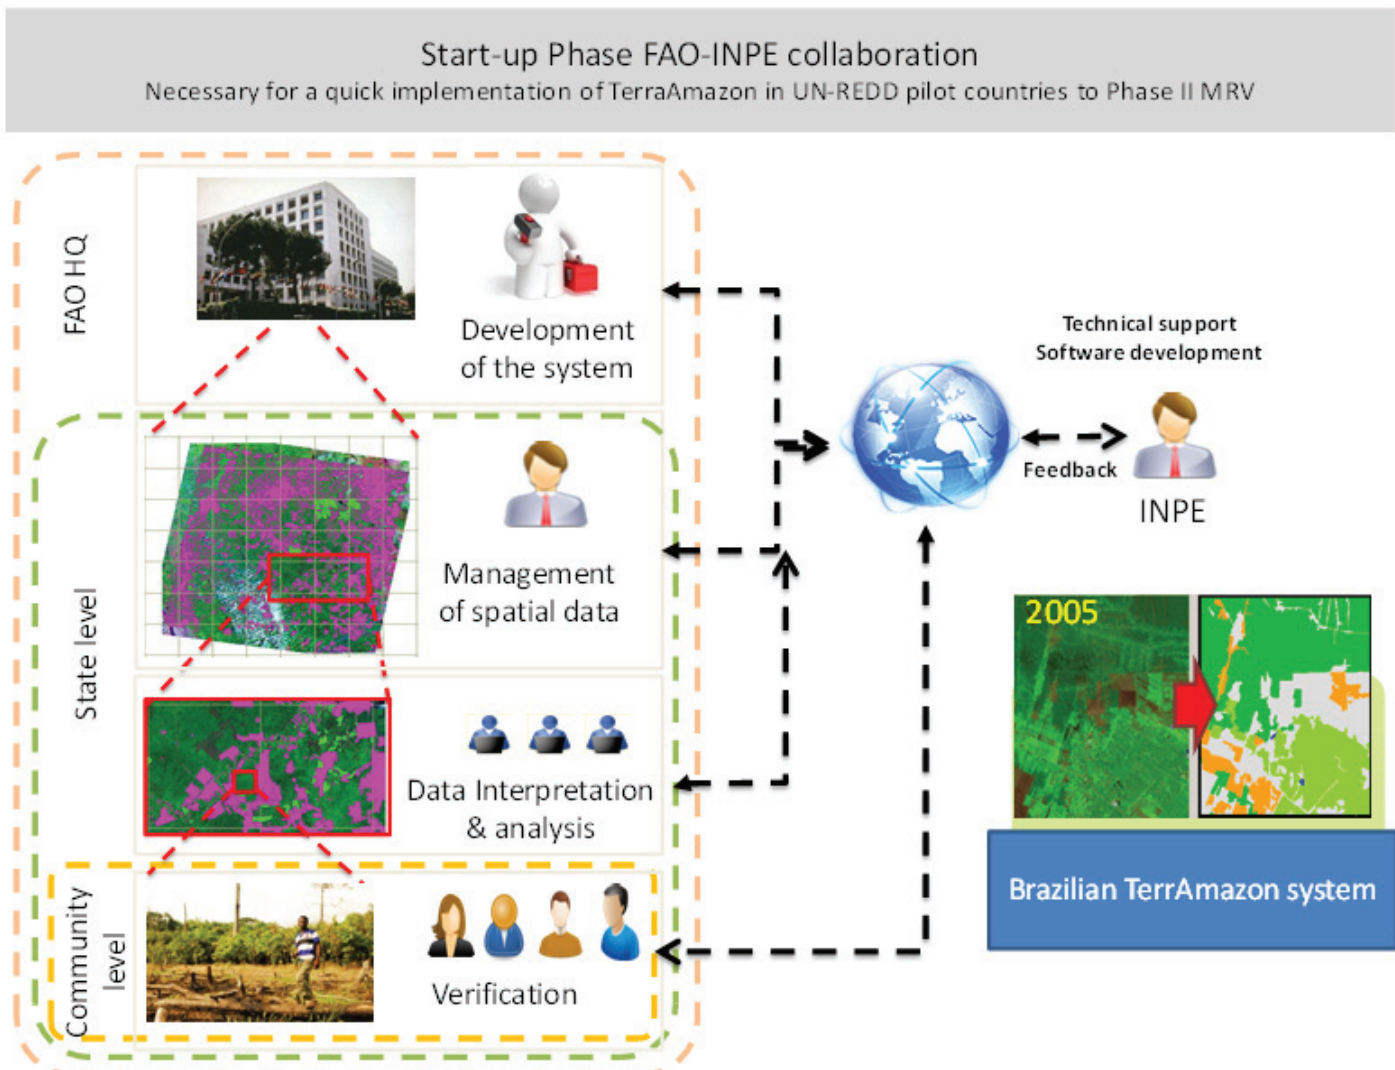 Start-up Phase FAO-INPE collaboration
Necessary for a quick implementation of TerraAmazon in UN-REDD pilot countries to Phase II MRV
FAO HQ
Development
of the system
State level
Management
of spatial data
Data Interpretation
& analysis
Community
level
Verification
Technical support
Software development
Feedback
INPE
2005
Brazilian TerrAmazon system